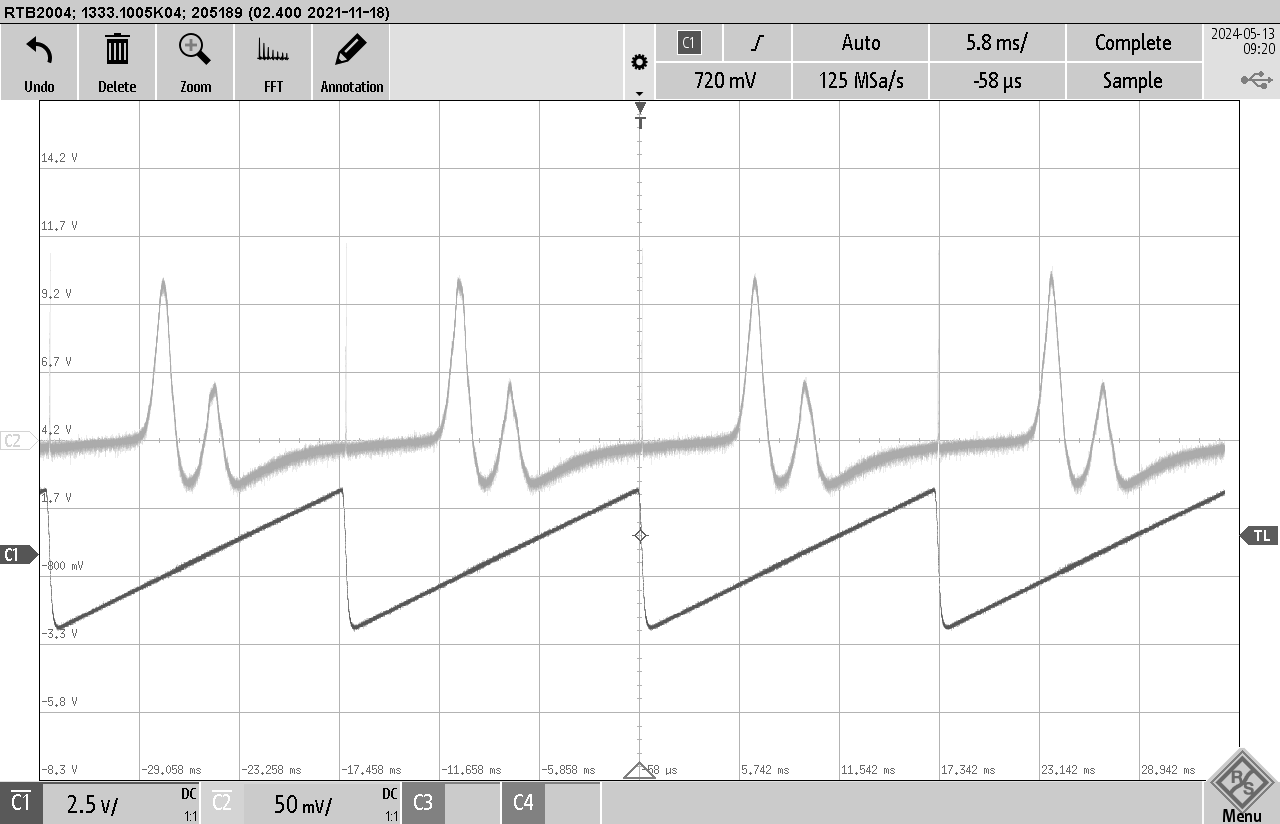 RTB2004; 1333.1005K04; 205189 (02.400 2021-11-18)
Undo
Delete
Zoom
FFT
Annotation
C1
Auto
5.8 ms/
Complete
2024-05-13
09:20
720 mV
125 MSa/s
-58 µs
Sample
T
14.2 V
11.7 V
9.2 V
6.7 V
4.2 V
C2
1.7 V
C1
TL
-800 mV
-3.3 V
-5.8 V
-8.3 V
-29.058 ms
-23.258 ms
-17.458 ms
-11.658 ms
-5.858 ms
-58 µs
5.742 ms
11.542 ms
17.342 ms
23.142 ms
28.942 ms
C1
2.5 V/
DC
1:1
C2
50 mV/
DC
1:1
C3
C4
R S
Menu